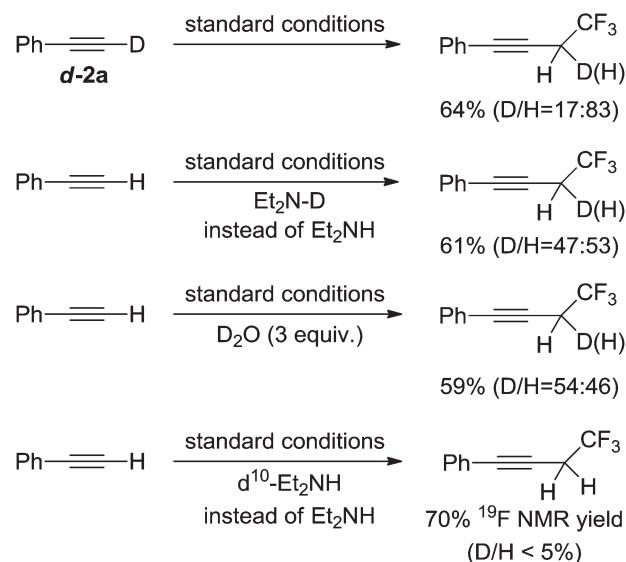 standard conditions
Ph
D
d-2a
CF3
H
D(H)
64% (D/H=17:83)
standard conditions
Ph
H
Et2N-D
instead of Et2NH
CF3
H
D(H)
61% (D/H=47:53)
standard conditions
Ph
H
D2O (3 equiv.)
Ph
CF3
H
D(H)
59% (D/H=54:46)
standard conditions
Ph
H
d10-Et2NH
instead of Et2NH
Ph
CF3
H
H
70% 19F NMR yield
(D/H < 5%)